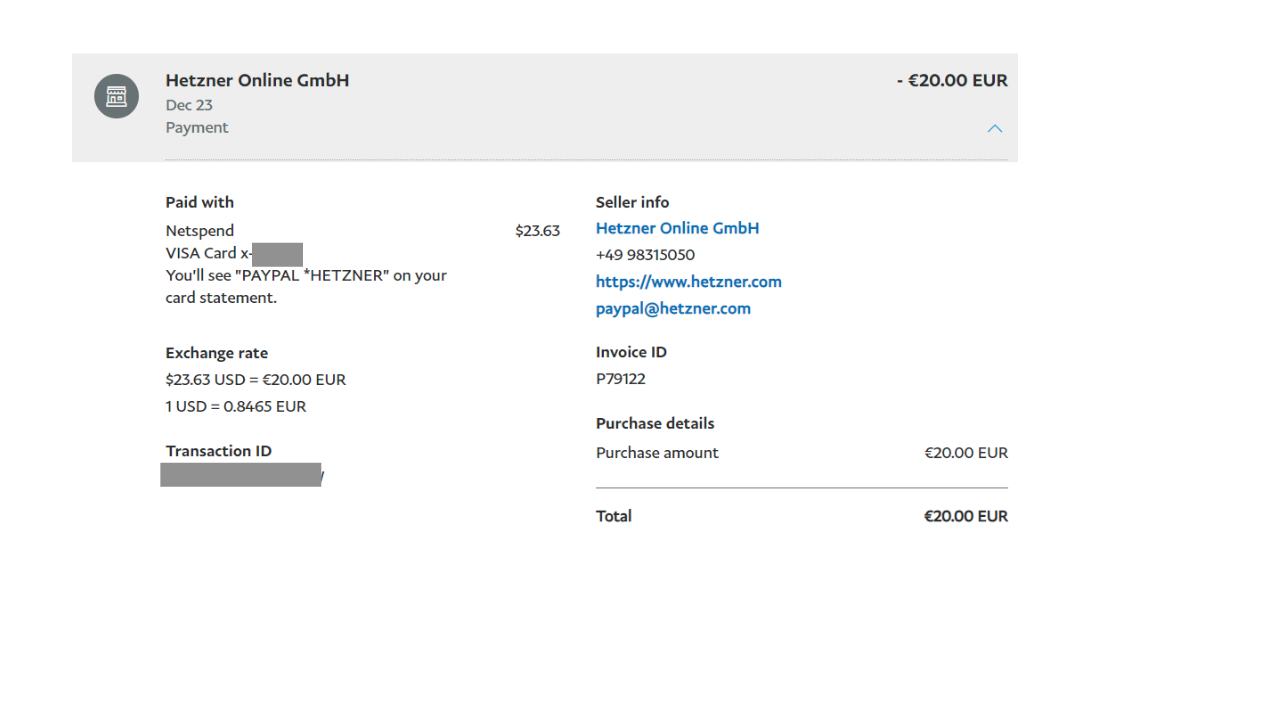 Hetzner Online GmbH
- €20.00 EUR
Dec 23
Payment
Paid with
Netspend
$23.63
VISA Card x-
You'll see "PAYPAL *HETZNER" on your
card statement.
Exchange rate
$23.63 USD = €20.00 EUR
1 USD = 0.8465 EUR
Transaction ID
Seller info
Hetzner Online GmbH
+49 98315050
https://www.hetzner.com
paypal@hetzner.com
Invoice ID
P79122
Purchase details
Purchase amount
€20.00 EUR
Total
€20.00 EUR